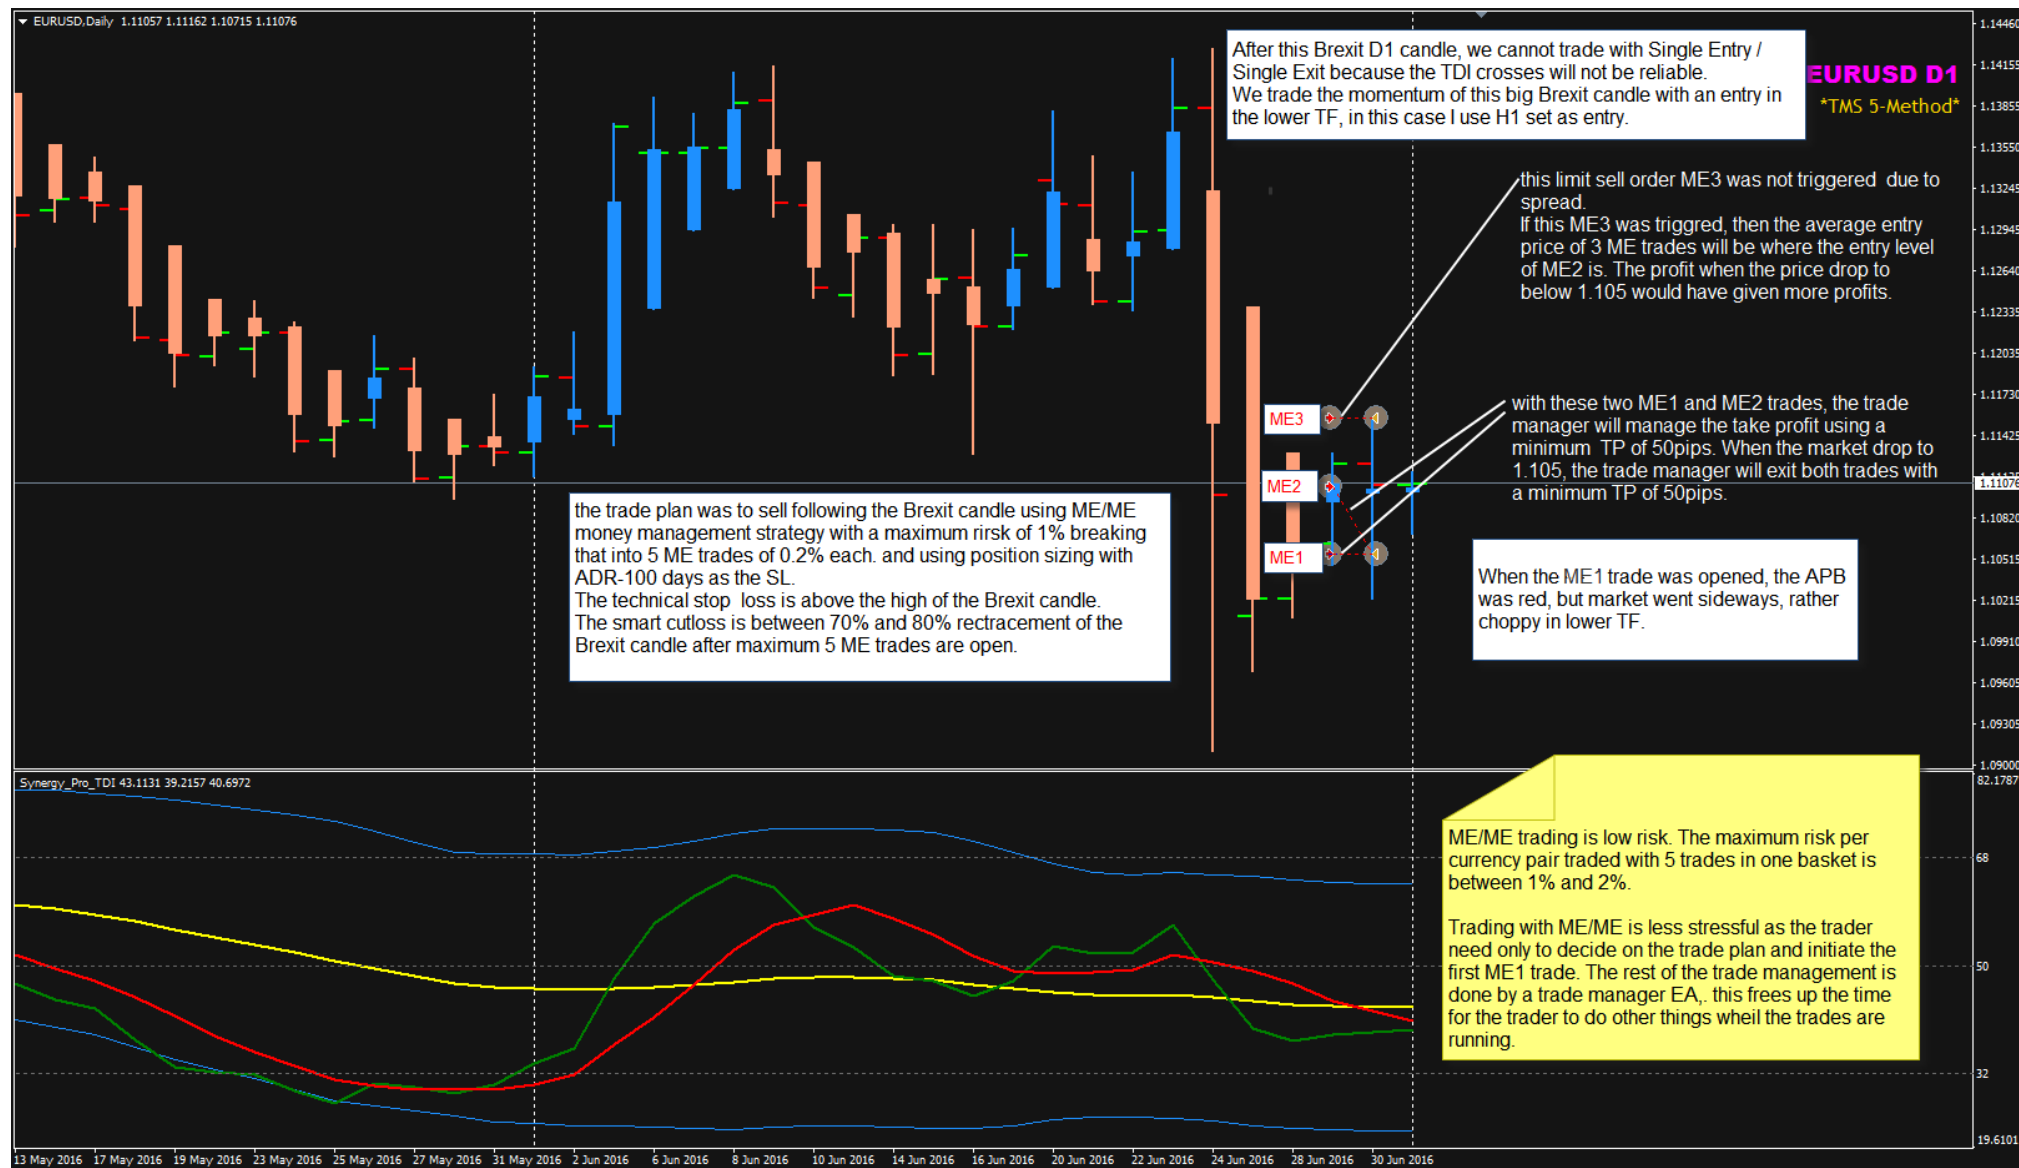 EURUSD,Daily 1.11057 1.11162 1.10715 1.11076
After this Brexit D1 candle, we cannot trade with Single Entry /
Single Exit because the TDI crosses will not be reliable.
We trade the momentum of this big Brexit candle with an entry in
the lower TF, in this case I use H1 set as entry.
EURUSD D1
*TMS 5-Method*
this limit sell order ME3 was not triggered due to
spread.
If this ME3 was triggred, then the average entry
price of 3 ME trades will be where the entry level
of ME2 is. The profit when the price drop to
below 1.105 would have given more profits.
ME3
ME2
ME1
with these two ME1 and ME2 trades, the trade
manager will manage the take profit using a
minimum TP of 50pips. When the market drop to
1.105, the trade manager will exit both trades with
a minimum TP of 50pips.
the trade plan was to sell following the Brexit candle using ME/ME
money management strategy with a maximum rirsk of 1% breaking
that into 5 ME trades of 0.2% each. and using position sizing with
ADR-100 days as the SL.
The technical stop loss is above the high of the Brexit candle.
The smart cutloss is between 70% and 80% rectracement of the
Brexit candle after maximum 5 ME trades are open.
When the ME1 trade was opened, the APB
was red, but market went sideways, rather
choppy in lower TF.
1.14460
1.14155
1.13855
1.13550
1.13245
1.12945
1.12640
1.12335
1.12035
1.11730
1.11425
1.11125
1.11076
1.10820
1.10515
1.10215
1.09910
1.09605
1.09305
1.09000
Synergy_Pro_TDI 43.1131 39.2157 40.6972
ME/ME trading is low risk. The maximum risk per
currency pair traded with 5 trades in one basket is
between 1% and 2%.
Trading with ME/ME is less stressful as the trader
need only to decide on the trade plan and initiate the
first ME1 trade. The rest of the trade management is
done by a trade manager EA,. this frees up the time
for the trader to do other things wheil the trades are
running.
82.1787
68
50
32
19.6101
13 May 2016 17 May 2016 19 May 2016 23 May 2016 25 May 2016 27 May 2016 31 May 2016 2 Jun 2016 6 Jun 2016 8 Jun 2016 10 Jun 2016 14 Jun 2016 16 Jun 2016 20 Jun 2016 22 Jun 2016 24 Jun 2016 28 Jun 2016 30 Jun 2016